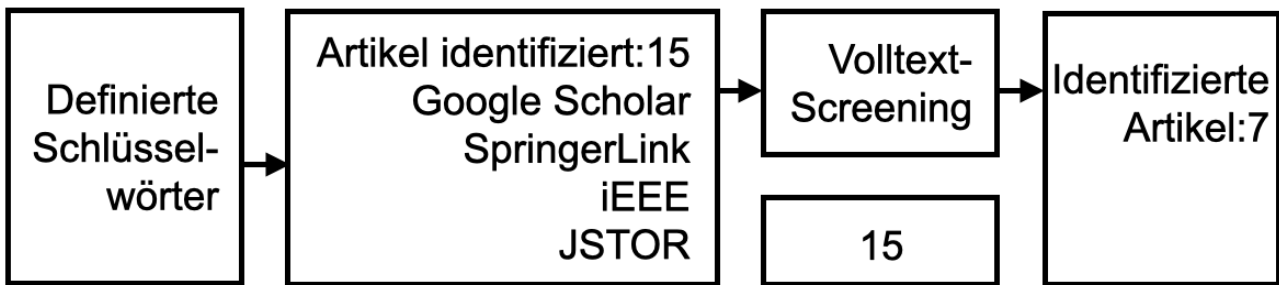 Definierte
Schlüssel-
wörter
Artikel identifiziert:15
Google Scholar
SpringerLink
iEEE
JSTOR
Volltext-
Screening
15
Identifizierte
Artikel:7